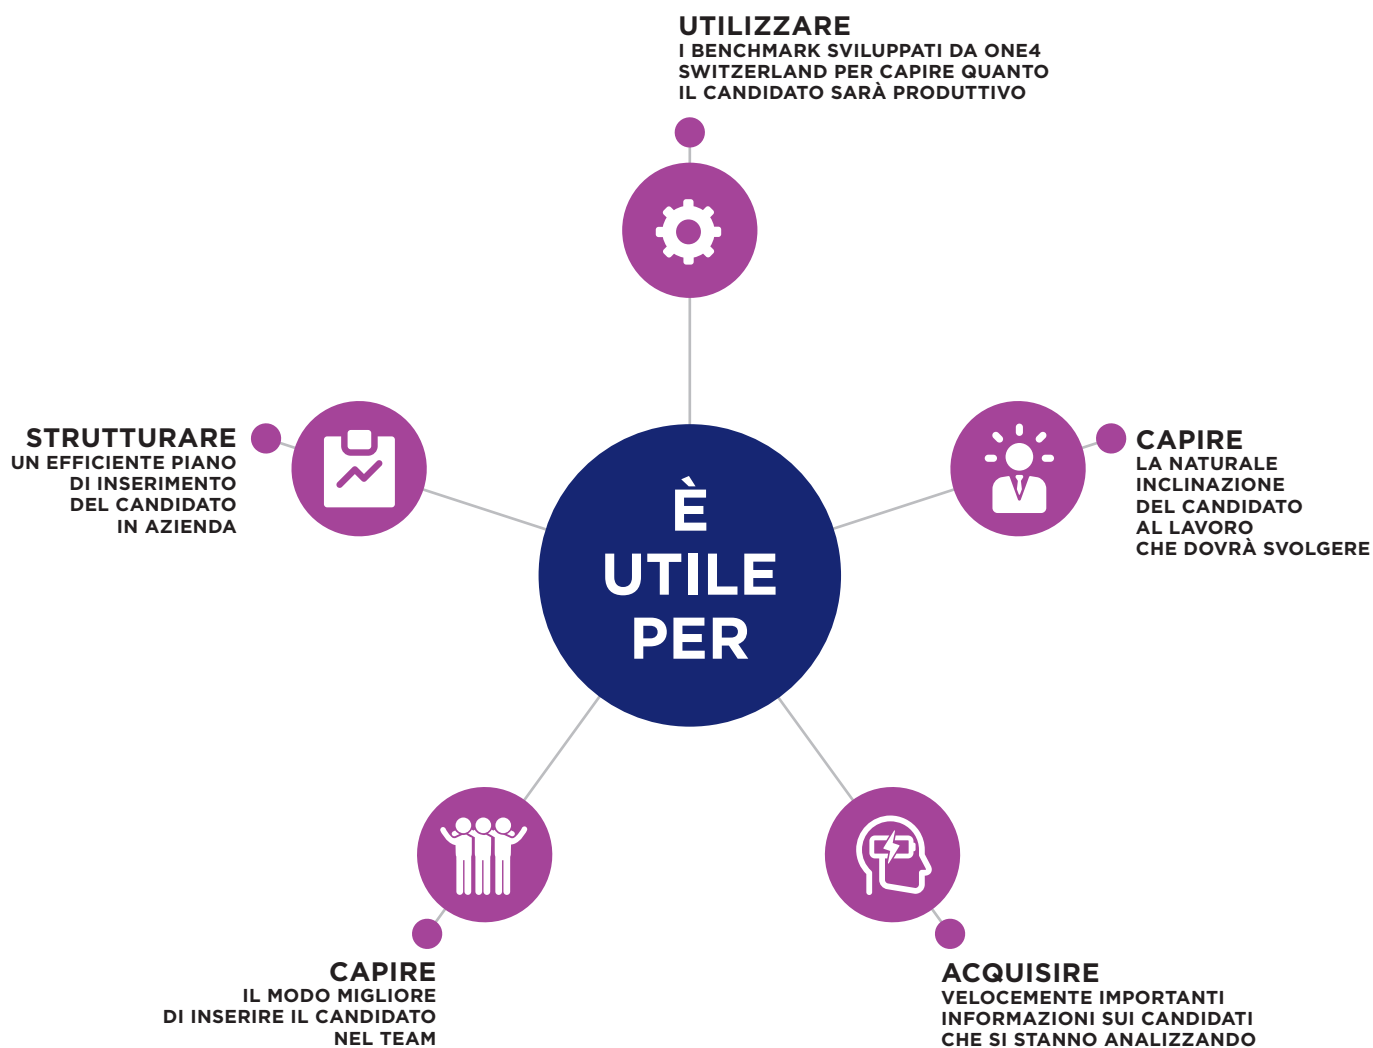 UTILIZZARE
I BENCHMARK SVILUPPATI DA ONE4
SWITZERLAND PER CAPIRE QUANTO
IL CANDIDATO SARÀ PRODUTTIVO
STRUTTURARE
UN EFFICIENTE PIANO
DI INSERIMENTO
DEL CANDIDATO
IN AZIENDA
È
UTILE
PER
CAPIRE
LA NATURALE
INCLINAZIONE
DEL CANDIDATO
AL LAVORO
CHE DOVRÀ SVOLGERE
CAPIRE
IL MODO MIGLIORE
DI INSERIRE IL CANDIDATO
NEL TEAM
ACQUISIRE
VELOCEMENTE IMPORTANTI
INFORMAZIONI SUI CANDIDATI
CHE SI STANNO ANALIZZANDO